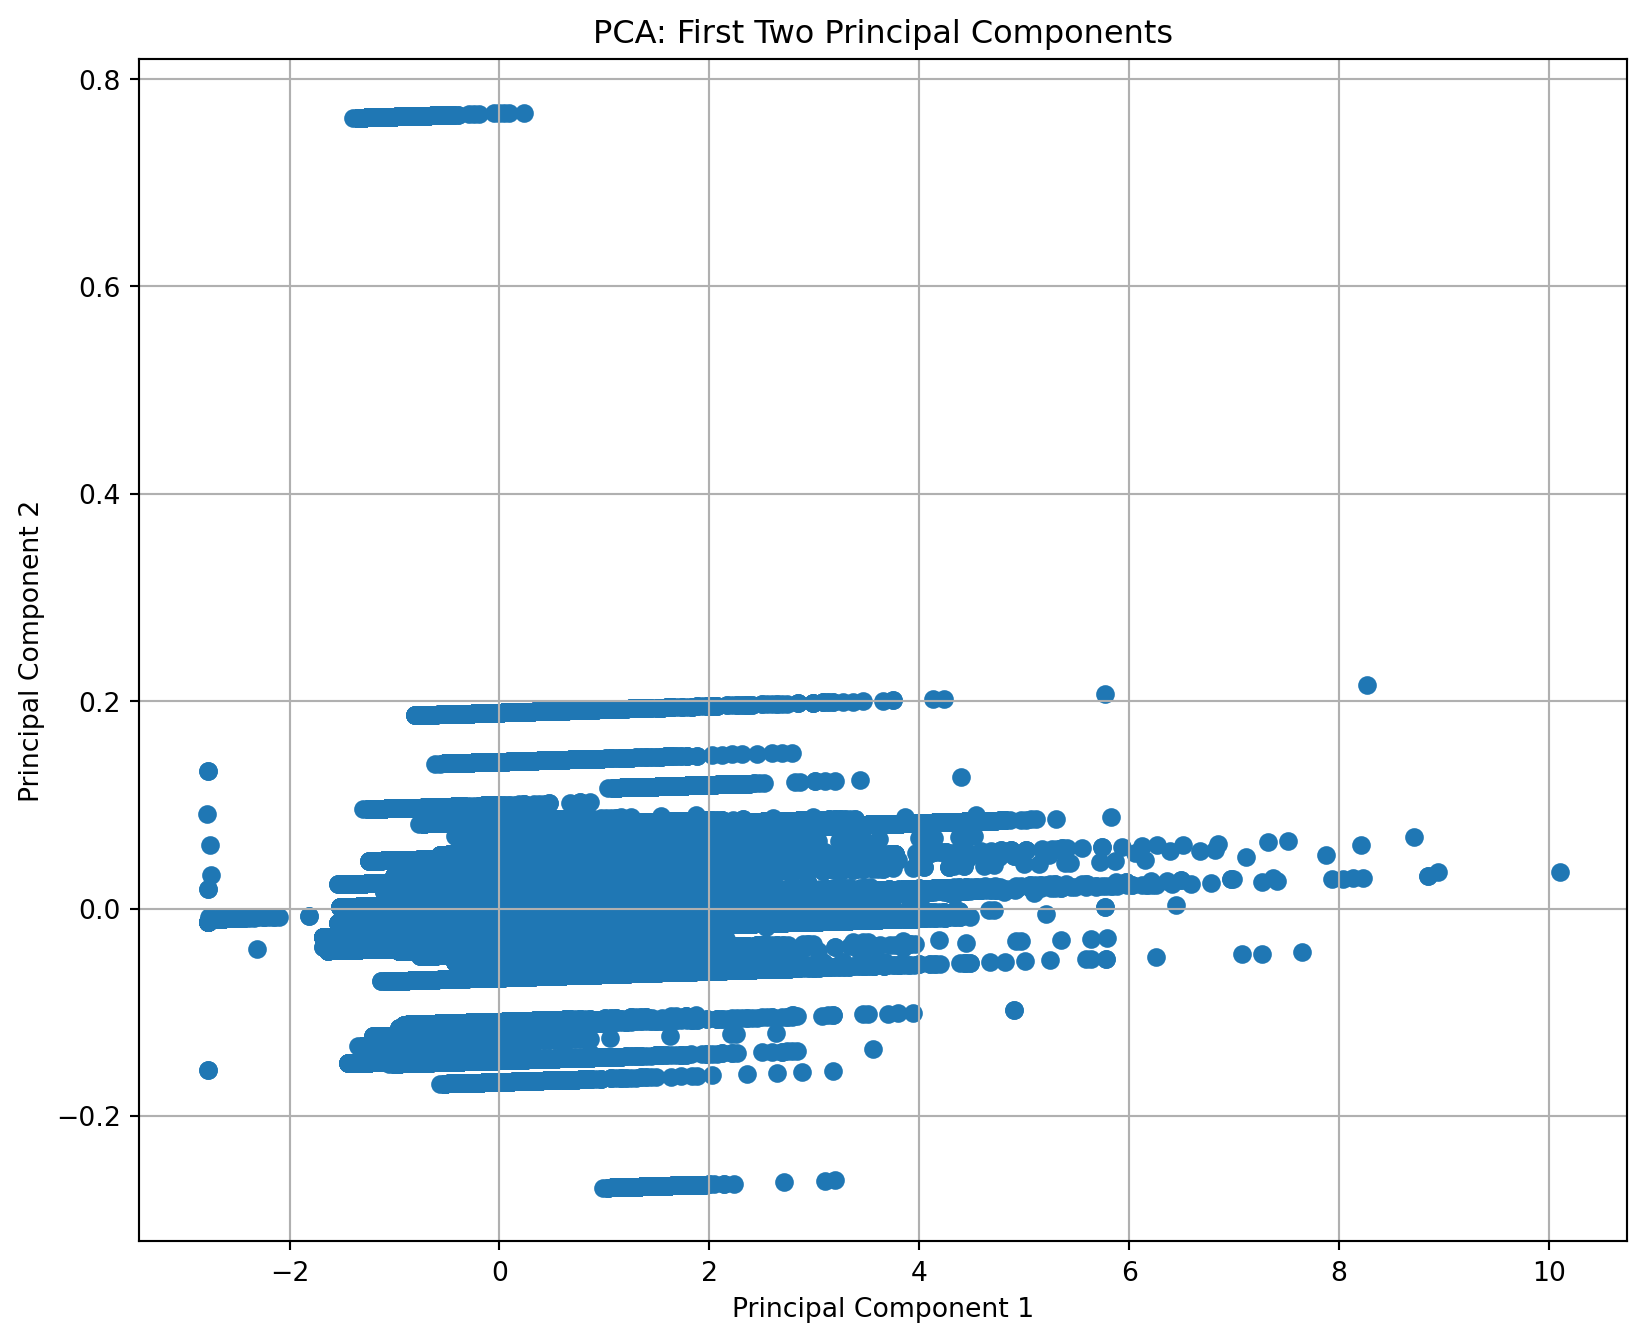 PCA: First Two Principal Components
0.8
0.6
0.4
0.2
0.0
−0.2
Principal Component 2
−2 0 2 4 6 8 10
Principal Component 1